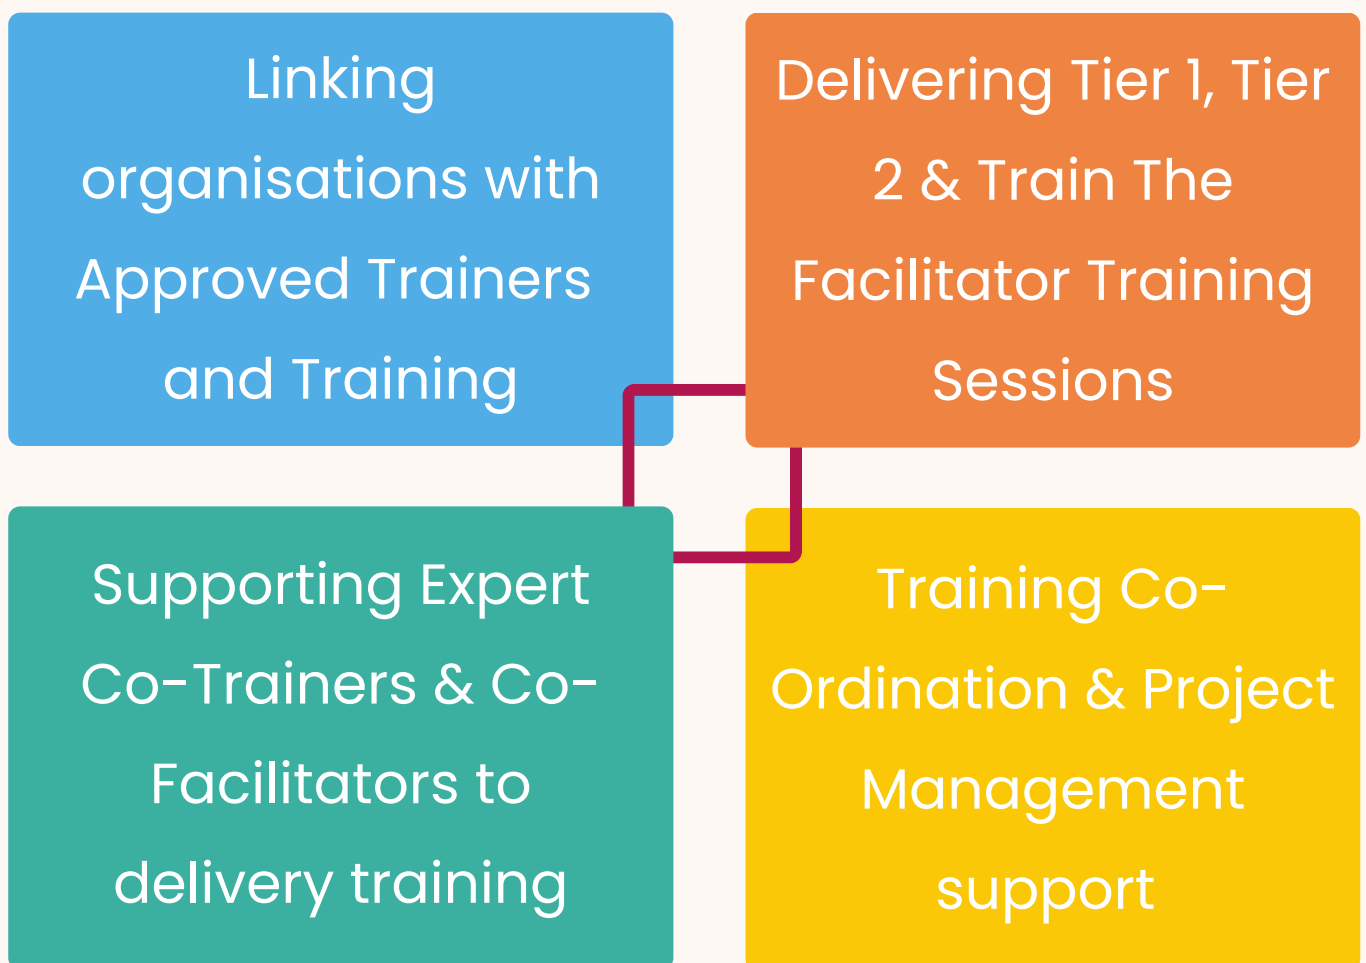 Linking
organisations with
Approved Trainers
and Training
Delivering Tier 1, Tier
2 & Train The
Facilitator Training
Sessions
Supporting Expert
Co-Trainers & Co-
Facilitators to
delivery training
Training Co-
Ordination & Project
Management
support